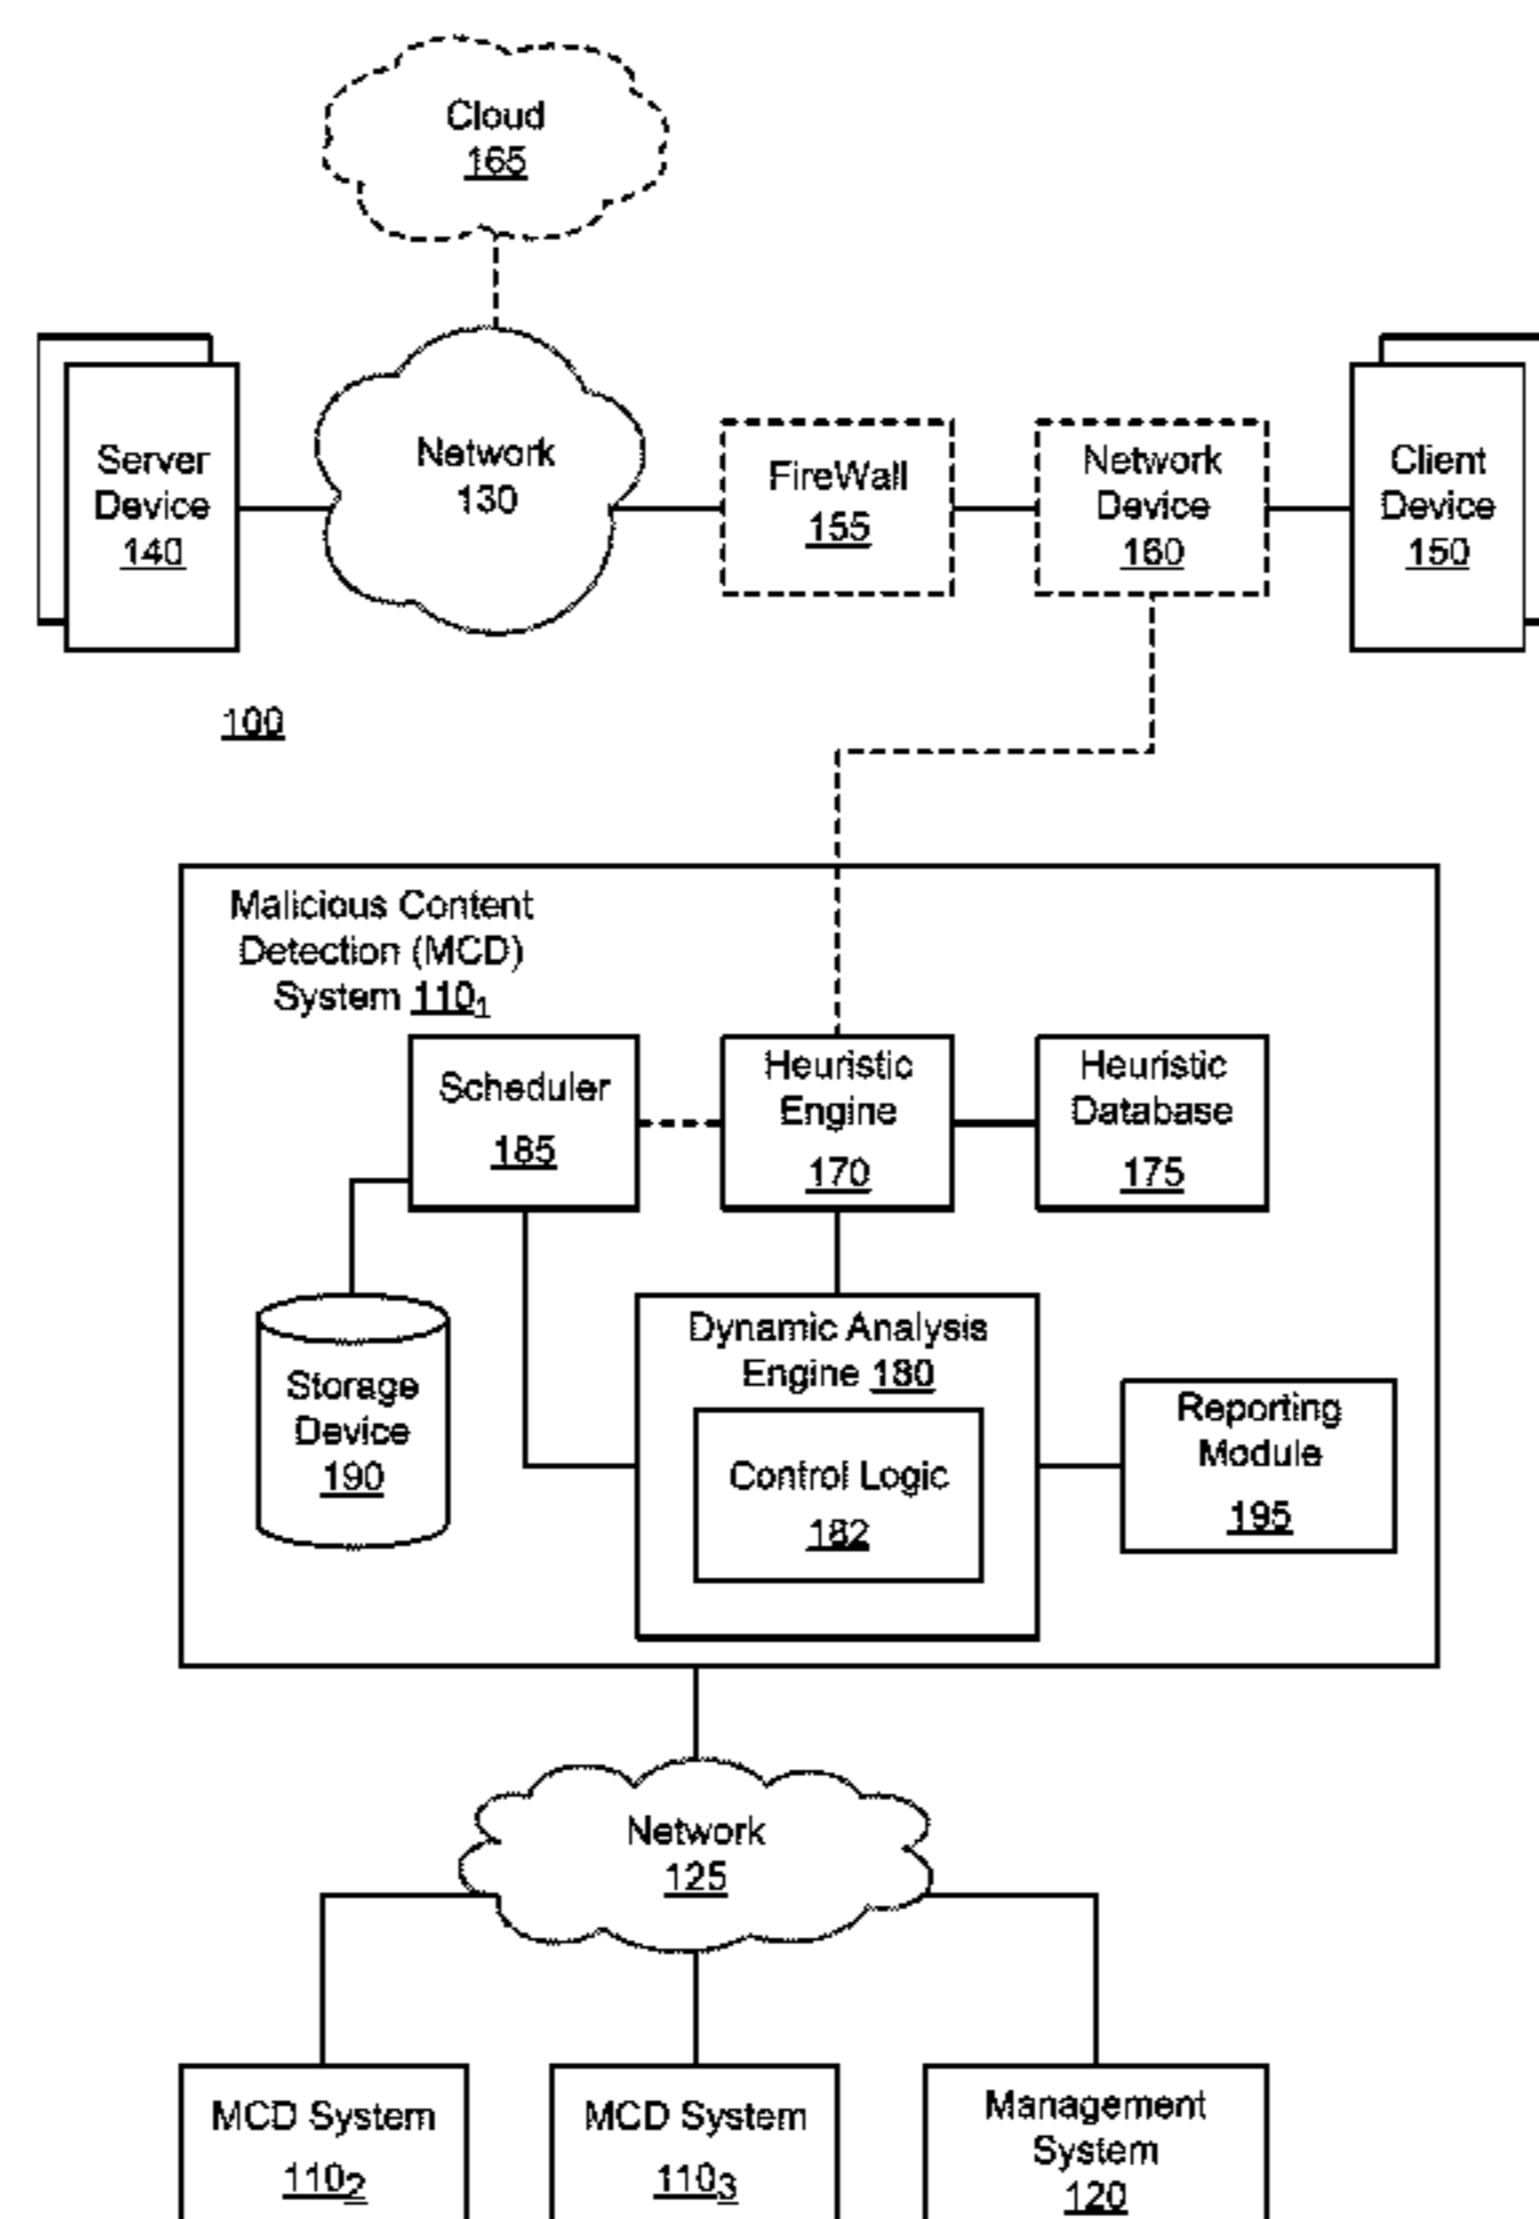 Cloud
165
Server
Device
140
Network
130
FireWall
155
Network
Device
160
Client
Device
150
100
Malicious Content
Detection (MCD)
System 110₁
Scheduler
185
Heuristic
Engine
170
Heuristic
Database
175
Storage
Device
190
Dynamic Analysis
Engine 180
Control Logic
182
Reporting
Module
195
Network
125
MCD System
110₂
MCD System
110₃
Management
System
120